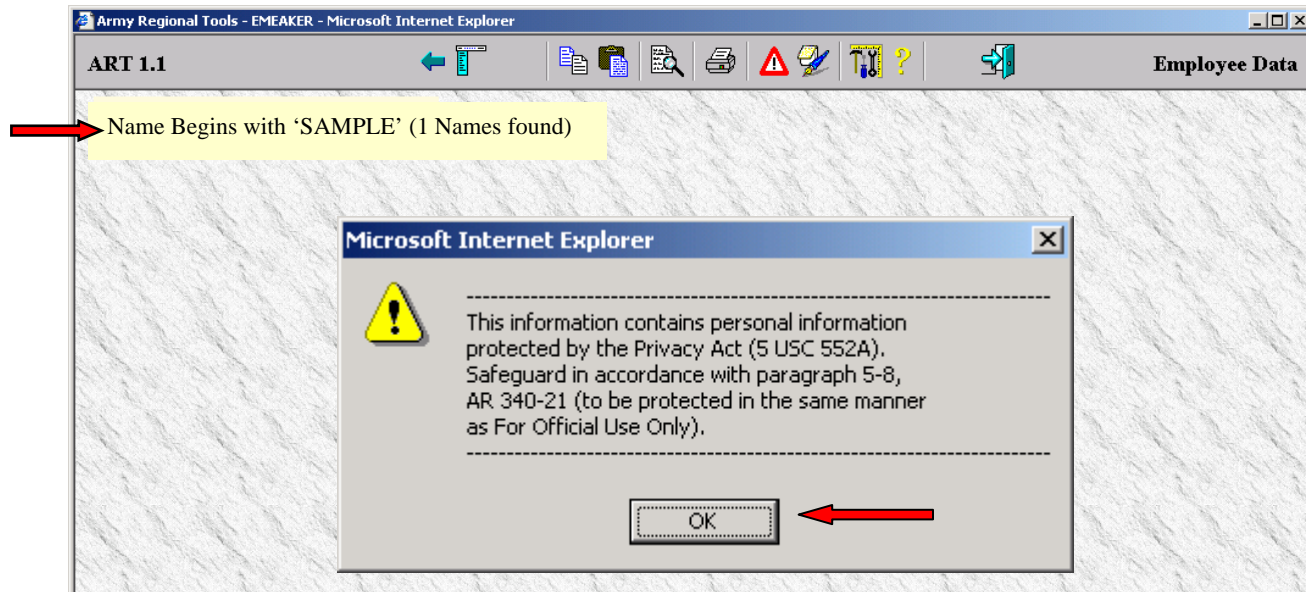 Army Regional Tools - EMEAKER - Microsoft Internet Explorer
ART 1.1
Employee Data
Name Begins with ‘SAMPLE’ (1 Names found)
Microsoft Internet Explorer
--------------------------------------------------------------------------
This information contains personal information
protected by the Privacy Act (5 USC 552A).
Safeguard in accordance with paragraph 5-8,
AR 340-21 (to be protected in the same manner
as For Official Use Only).
--------------------------------------------------------------------------
OK